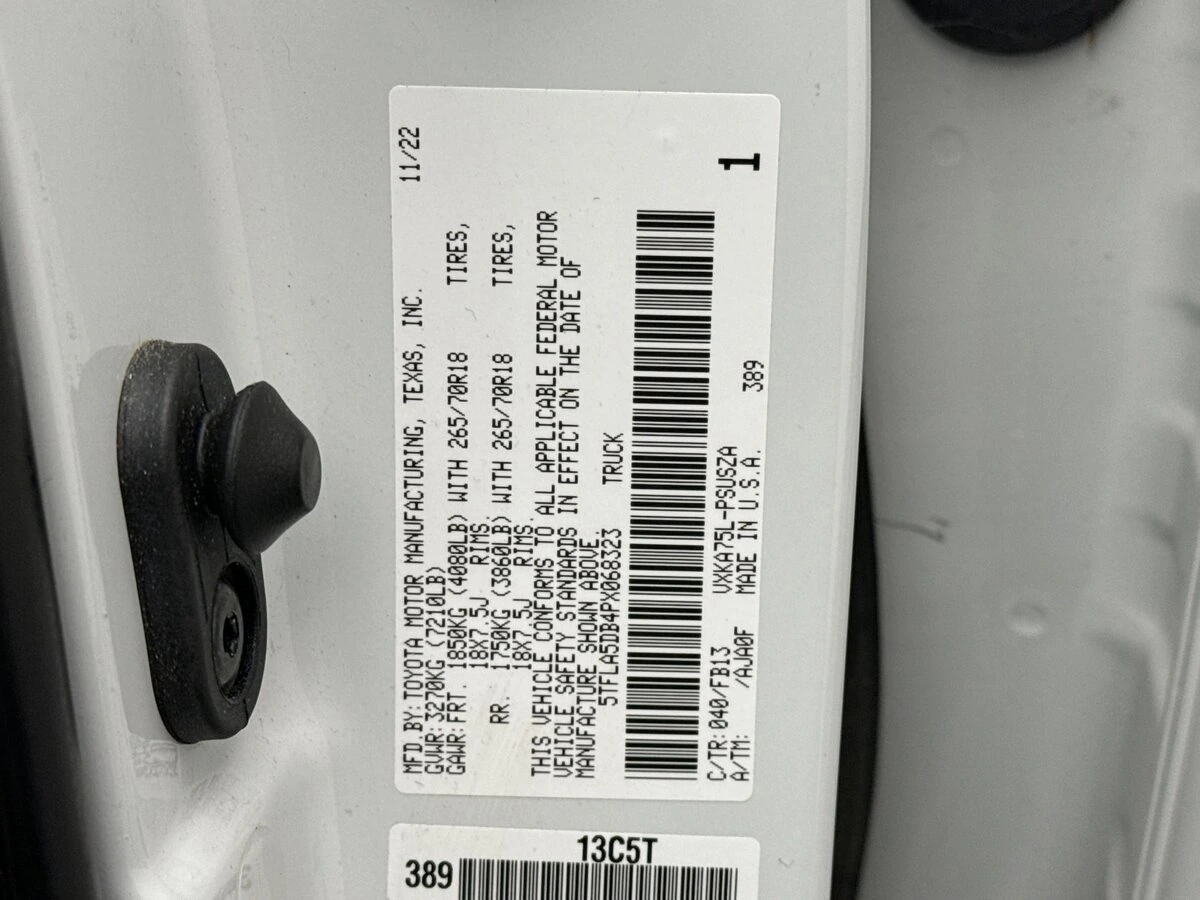 MFD.BY:TOYOTA MOTOR MANUFACTURING, TEXAS, INC. 11/22
GVWR:3270KG (7210LB)
GAWR:FRT. 1850KG (4080LB) WITH 265/70R18 TIRES,
18X7.5J RIMS.
RR. 1750KG (3860LB) WITH 265/70R18 TIRES,
18X7.5J RIMS.
THIS VEHICLE CONFORMS TO ALL APPLICABLE FEDERAL MOTOR
VEHICLE SAFETY STANDARDS IN EFFECT ON THE DATE OF
MANUFACTURE SHOWN ABOVE.
5TFLA5DB4PX068323 TRUCK
C/TR:040/FB13 VXKA75L-PSUSZA 1
A/TM: /AJA0F MADE IN U.S.A. 389
13C5T
389